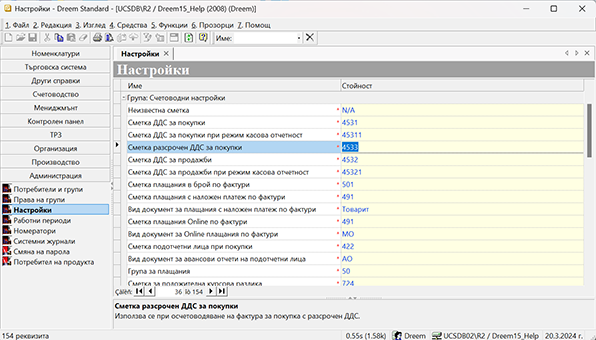 Настройки - Dreem Standard - [UCSDB\R2 / Dreem15_Help (2008) (Dreem)]
1. Файл 2. Редакция 3. Изглед 4. Средства 5. Функции 6. Прозорци 7. Помощ
Име:
Номенклатури
Търговска система
Други справки
Счетоводство
Мениджмънт
Контролен панел
ТРЗ
Организация
Производство
Администрация
Потребители и групи
Права на групи
Настройки
Работни периоди
Номератори
Системни журнали
Смяна на парола
Потребител на продукта
Настройки
Настройки
Име Стойност
Група: Счетоводни настройки
Неизвестна сметка * N/A
Сметка ДДС за покупки * 4531
Сметка ДДС за покупки при режим касова отчетност * 45311
Сметка разсрочен ДДС за покупки * 4533
Сметка ДДС за продажби * 4532
Сметка ДДС за продажби при режим касова отчетност * 45321
Сметка плащания в брой по фактури * 501
Сметка плащания с наложен платеж по фактури * 491
Вид документ за плащания с наложен платеж по фактури * Товарит
Сметка плащания Online по фактури * 491
Вид документ за Online плащания по фактури * МО
Сметка подотчетни лица при покупки * 422
Вид документ за авансови отчети на подотчетни лица * АО
Група за плащания * 50
Сметка за положителна курсова разлика * 724
36 İò 154
Сметка разсрочен ДДС за покупки
Използва се при осчетоводяване на фактура за покупка с разсрочен ДДС.
154 реквизита 0.55s (1.58k) Dreem UCSDB02\R2 / Dreem15_Help 20.3.2024 г.